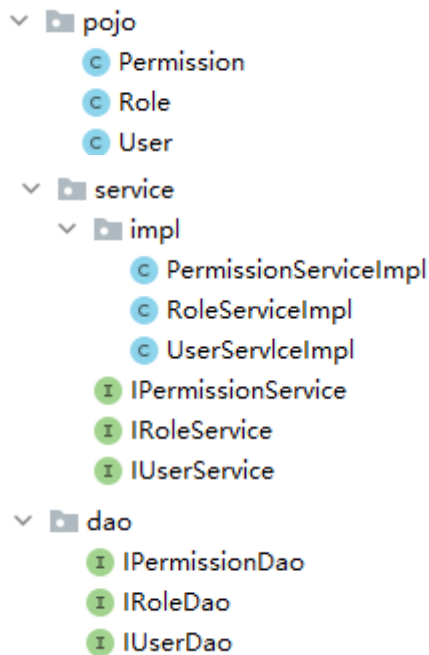 pojo
Permission
Role
User
service
impl
PermissionServiceImpl
RoleServiceImpl
UserServlceImpl
IPermissionService
IRoleService
IUserService
dao
IPermissionDao
IRoleDao
IUserDao